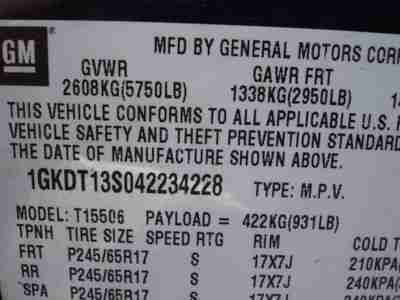 GM
MFD BY GENERAL MOTORS CORP
GVWR GAWR FRT
2608KG(5750LB) 1338KG(2950LB)
THIS VEHICLE CONFORMS TO ALL APPLICABLE U.S. F
VEHICLE SAFETY AND THEFT PREVENTION STANDARD
THE DATE OF MANUFACTURE SHOWN ABOVE.
1GKDT13S042234228 TYPE: M.P.V.
MODEL: T15506 PAYLOAD = 422KG(931LB)
TPNH TIRE SIZE SPEED RTG RIM COLD T
FRT P245/65R17 S 17X7J 210KPA(
RR P245/65R17 S 17X7J 240KPA(
SPA P245/65R17 S 17X7J 240KPA(